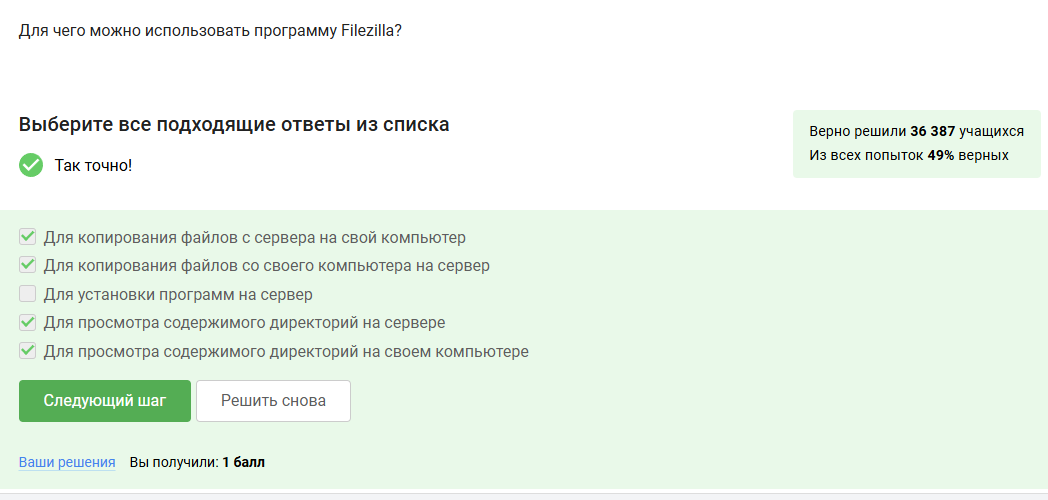 Для чего можно использовать программу Filezilla?
Выберите все подходящие ответы из списка
Так точно!
Верно решили 36 387 учащихся
Из всех попыток 49% верных
Для копирования файлов с сервера на свой компьютер
Для копирования файлов со своего компьютера на сервер
Для установки программ на сервер
Для просмотра содержимого директорий на сервере
Для просмотра содержимого директорий на своем компьютере
Следующий шаг
Решить снова
Ваши решения Вы получили: 1 балл